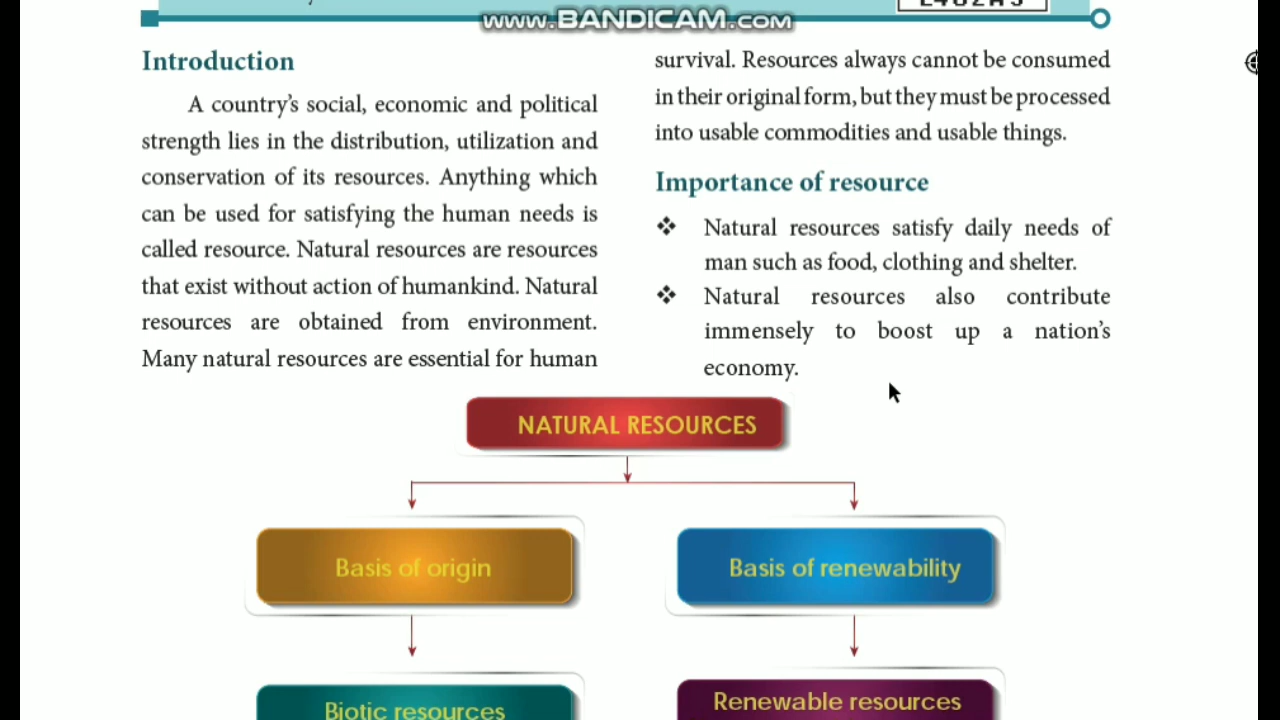 www.BANDICAM.com
Introduction
A country's social, economic and political
strength lies in the distribution, utilization and
conservation of its resources. Anything which
can be used for satisfying the human needs is
called resource. Natural resources are resources
that exist without action of humankind. Natural
resources are obtained from environment.
Many natural resources are essential for human
survival. Resources always cannot be consumed
in their original form, but they must be processed
into usable commodities and usable things.
Importance of resource
❖ Natural resources satisfy daily needs of
man such as food, clothing and shelter.
❖ Natural resources also contribute
immensely to boost up a nation's
economy.
NATURAL RESOURCES
Basis of origin
Basis of renewability
Biotic resources
Renewable resources